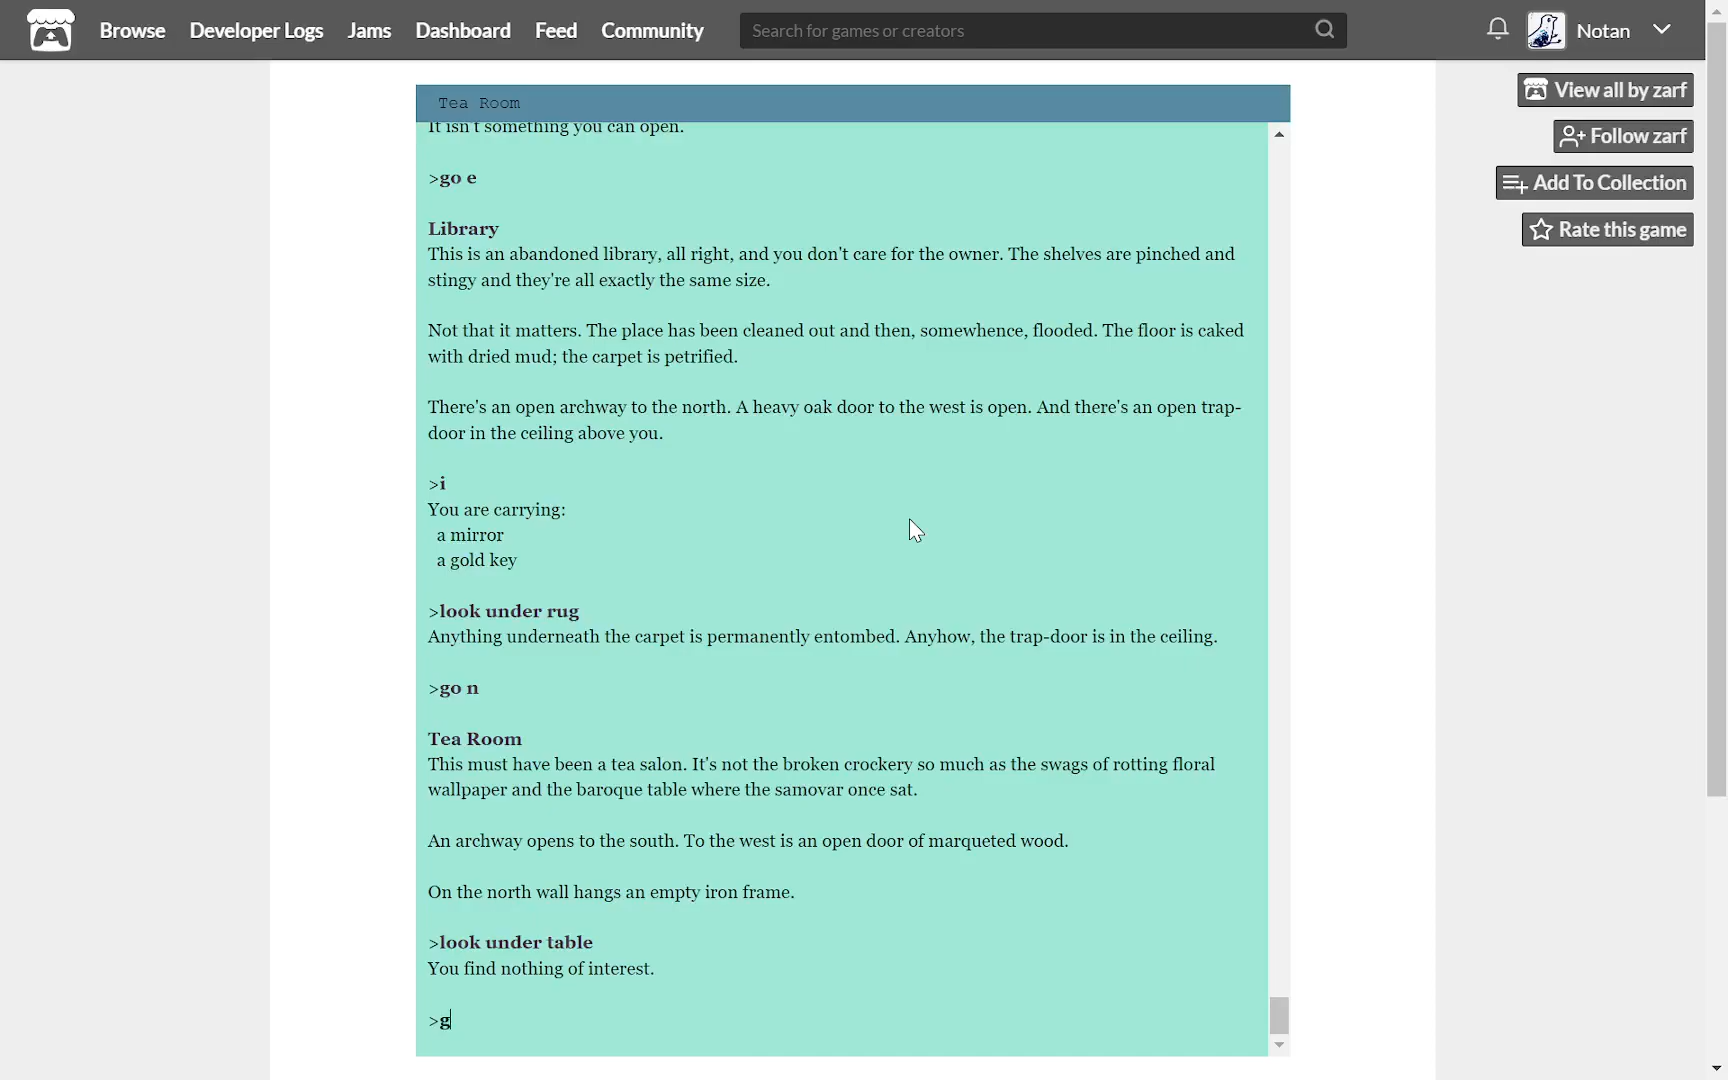 Browse Developer Logs Jams Dashboard Feed Community Search for games or creators Notan
View all by zarf
Follow zarf
Add To Collection
Rate this game
Tea Room
It isn't something you can open.
>go e
Library
This is an abandoned library, all right, and you don't care for the owner. The shelves are pinched and
stingy and they're all exactly the same size.
Not that it matters. The place has been cleaned out and then, somewhence, flooded. The floor is caked
with dried mud; the carpet is petrified.
There's an open archway to the north. A heavy oak door to the west is open. And there's an open trap-
door in the ceiling above you.
>i
You are carrying:
a mirror
a gold key
>look under rug
Anything underneath the carpet is permanently entombed. Anyhow, the trap-door is in the ceiling.
>go n
Tea Room
This must have been a tea salon. It's not the broken crockery so much as the swags of rotting floral
wallpaper and the baroque table where the samovar once sat.
An archway opens to the south. To the west is an open door of marqueted wood.
On the north wall hangs an empty iron frame.
>look under table
You find nothing of interest.
>g